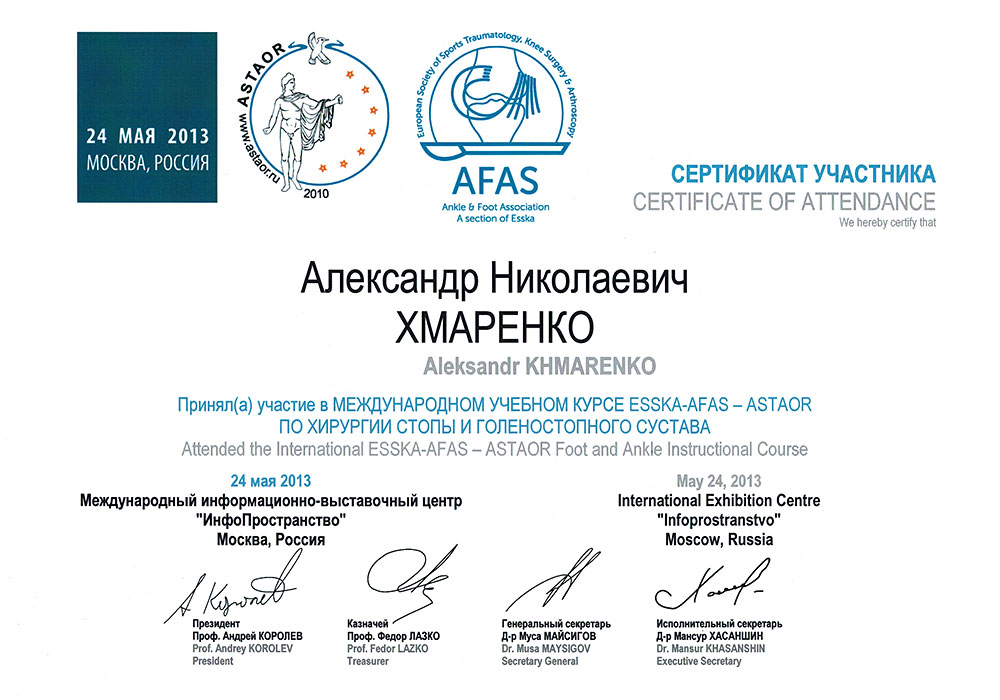 24 МАЯ 2013
МОСКВА, РОССИЯ
www.astaor.ru ASTAOR
2010
European Society of Sports Traumatology, Knee Surgery & Arthroscopy
AFAS
Ankle & Foot Association
A section of Esska
СЕРТИФИКАТ УЧАСТНИКА
CERTIFICATE OF ATTENDANCE
We hereby certify that
Александр Николаевич
ХМАРЕНКО
Aleksandr KHMARENKO
Принял(а) участие в МЕЖДУНАРОДНОМ УЧЕБНОМ КУРСЕ ESSKA-AFAS – ASTAOR
ПО ХИРУРГИИ СТОПЫ И ГОЛЕНОСТОПНОГО СУСТАВА
Attended the International ESSKA-AFAS – ASTAOR Foot and Ankle Instructional Course
24 мая 2013
Международный информационно-выставочный центр
"ИнфоПространство"
Москва, Россия
May 24, 2013
International Exhibition Centre
"Infoprostranstvo"
Moscow, Russia
Президент
Проф. Андрей КОРОЛЕВ
Prof. Andrey KOROLEV
President
Казначей
Проф. Федор ЛАЗКО
Prof. Fedor LAZKO
Treasurer
Генеральный секретарь
Д-р Муса МАЙСИГОВ
Dr. Musa MAYSIGOV
Secretary General
Исполнительный секретарь
Д-р Мансур ХАСАНШИН
Dr. Mansur KHASANSHIN
Executive Secretary